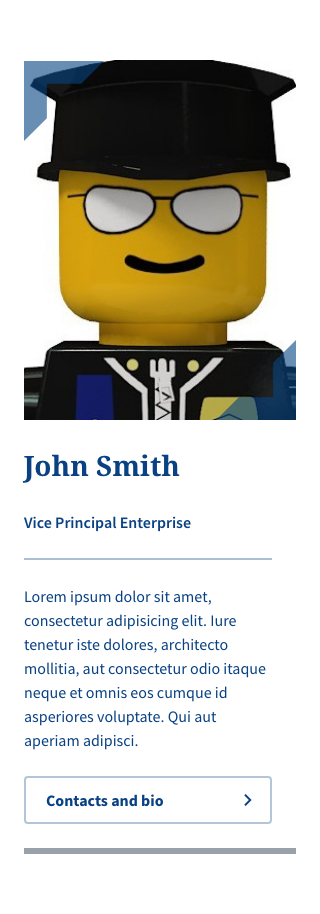 John Smith
Vice Principal Enterprise
Lorem ipsum dolor sit amet,
consectetur adipisicing elit. Iure
tenetur iste dolores, architecto
mollitia, aut consectetur odio itaque
neque et omnis eos cumque id
asperiores voluptate. Qui aut
aperiam adipisci.
Contacts and bio